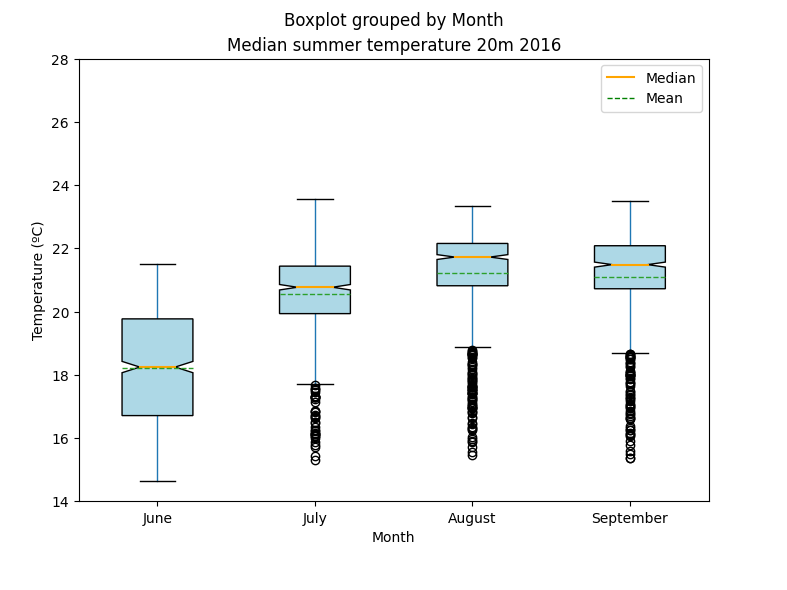 Boxplot grouped by Month
Median summer temperature 20m 2016
28
26
24
22
20
18
16
14
Temperature (ºC)
Median
Mean
June
July
August
September
Month